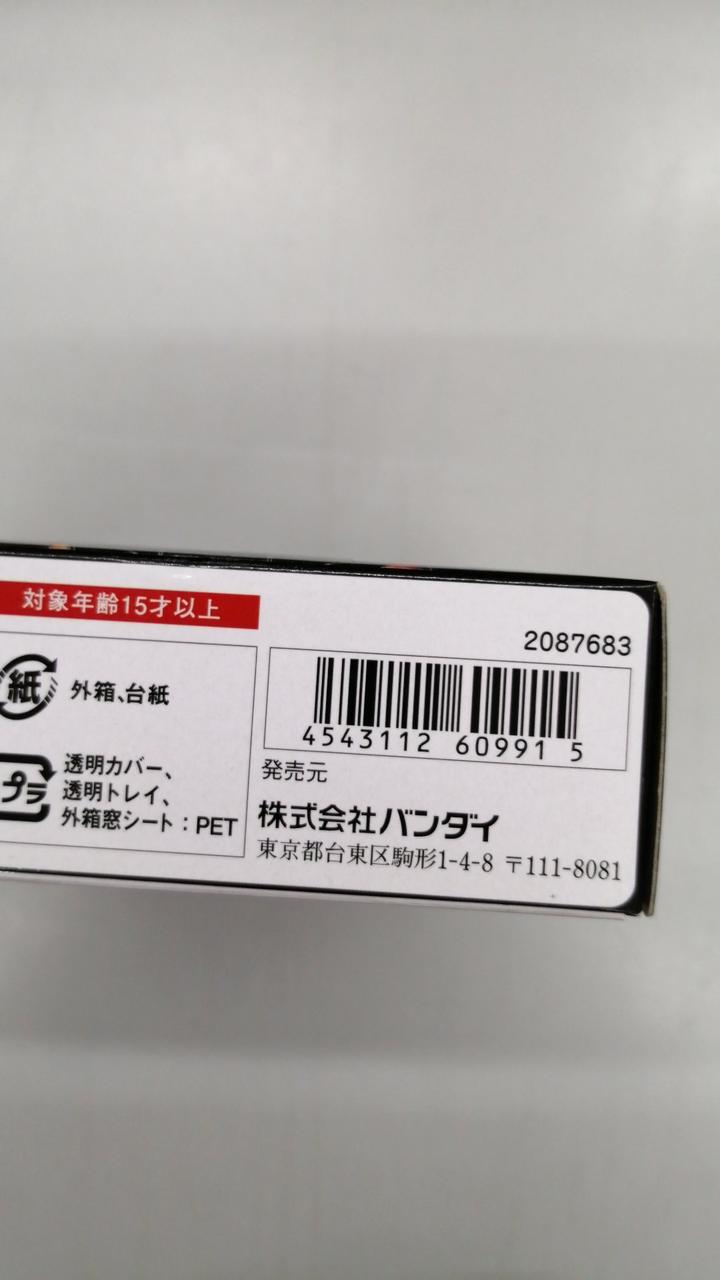 対象年齢15才以上
2087683
紙 外箱、台紙
プラ 透明カバー、
透明トレイ、
外箱窓シート：PET
4543112 609915
発売元
株式会社バンダイ
東京都台東区駒形1-4-8 〒111-8081